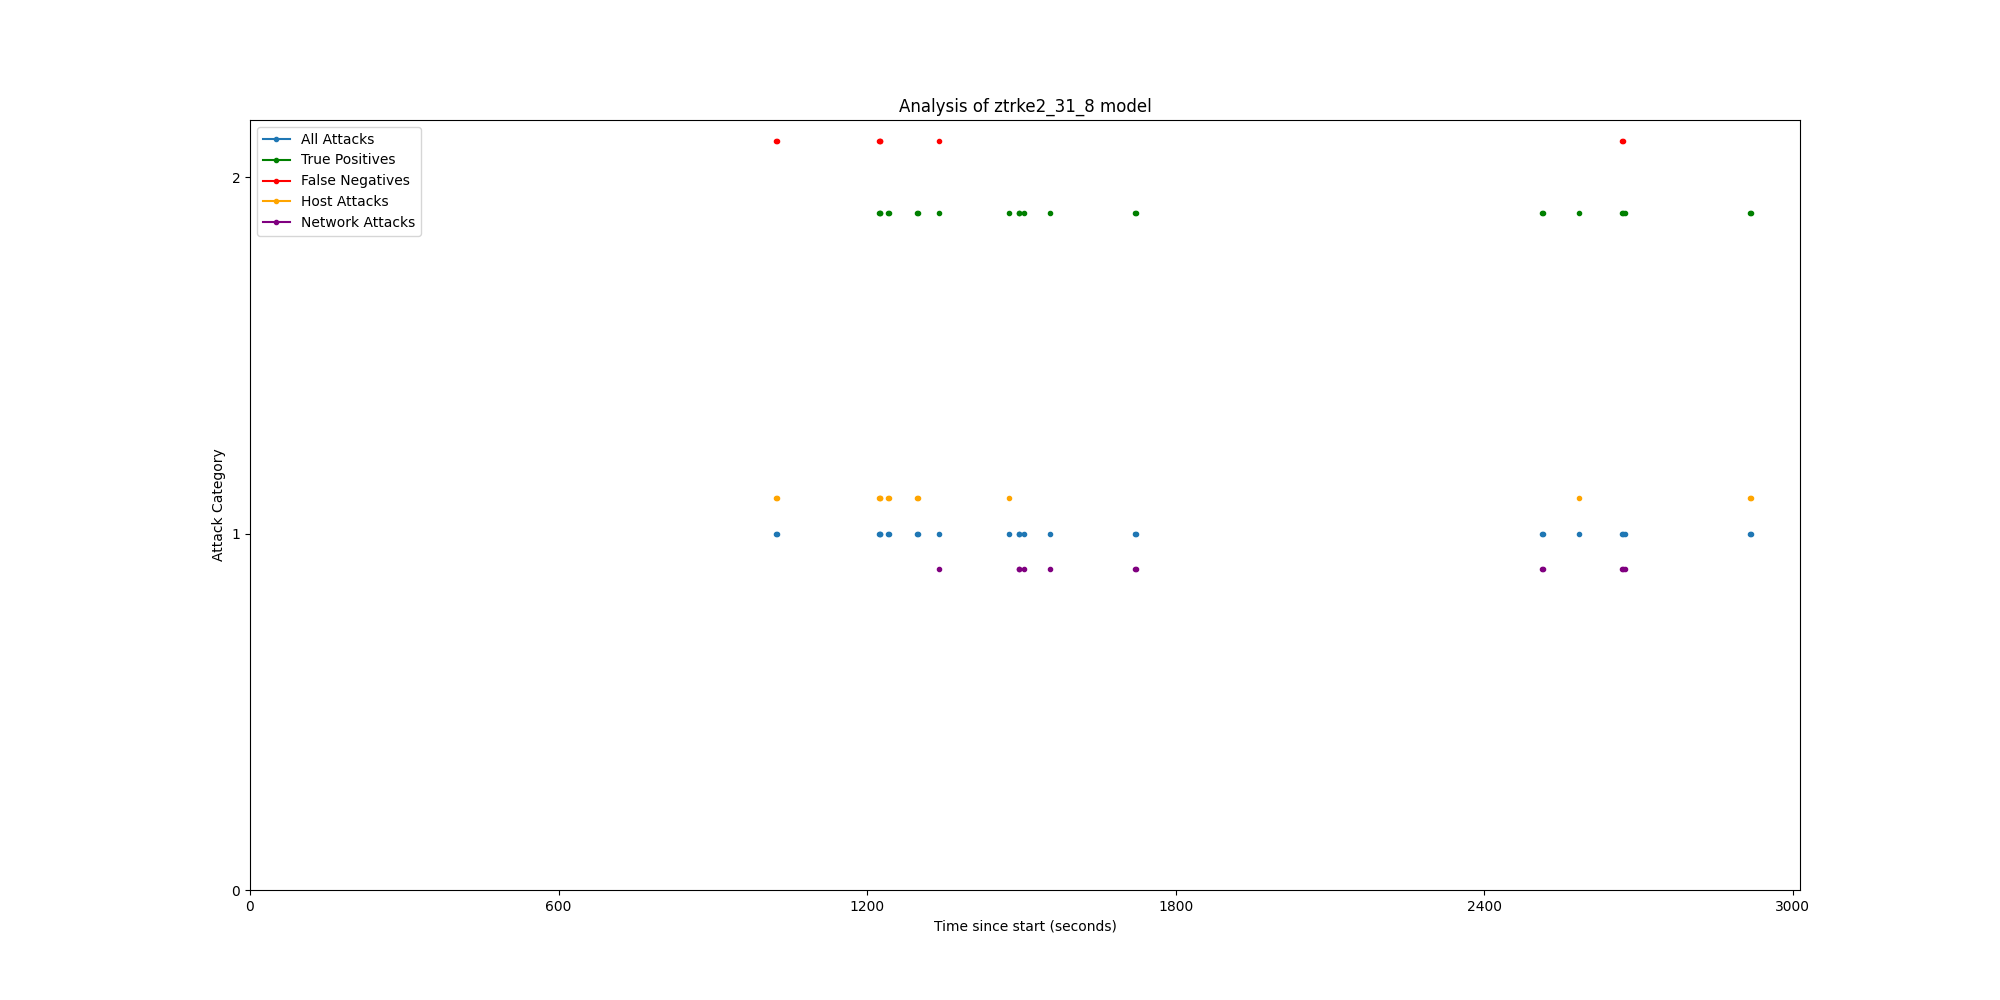 Analysis of ztrke2_31_8 model
All Attacks
True Positives
False Negatives
Host Attacks
Network Attacks
2
1
0
Attack Category
0 600 1200 1800 2400 3000
Time since start (seconds)